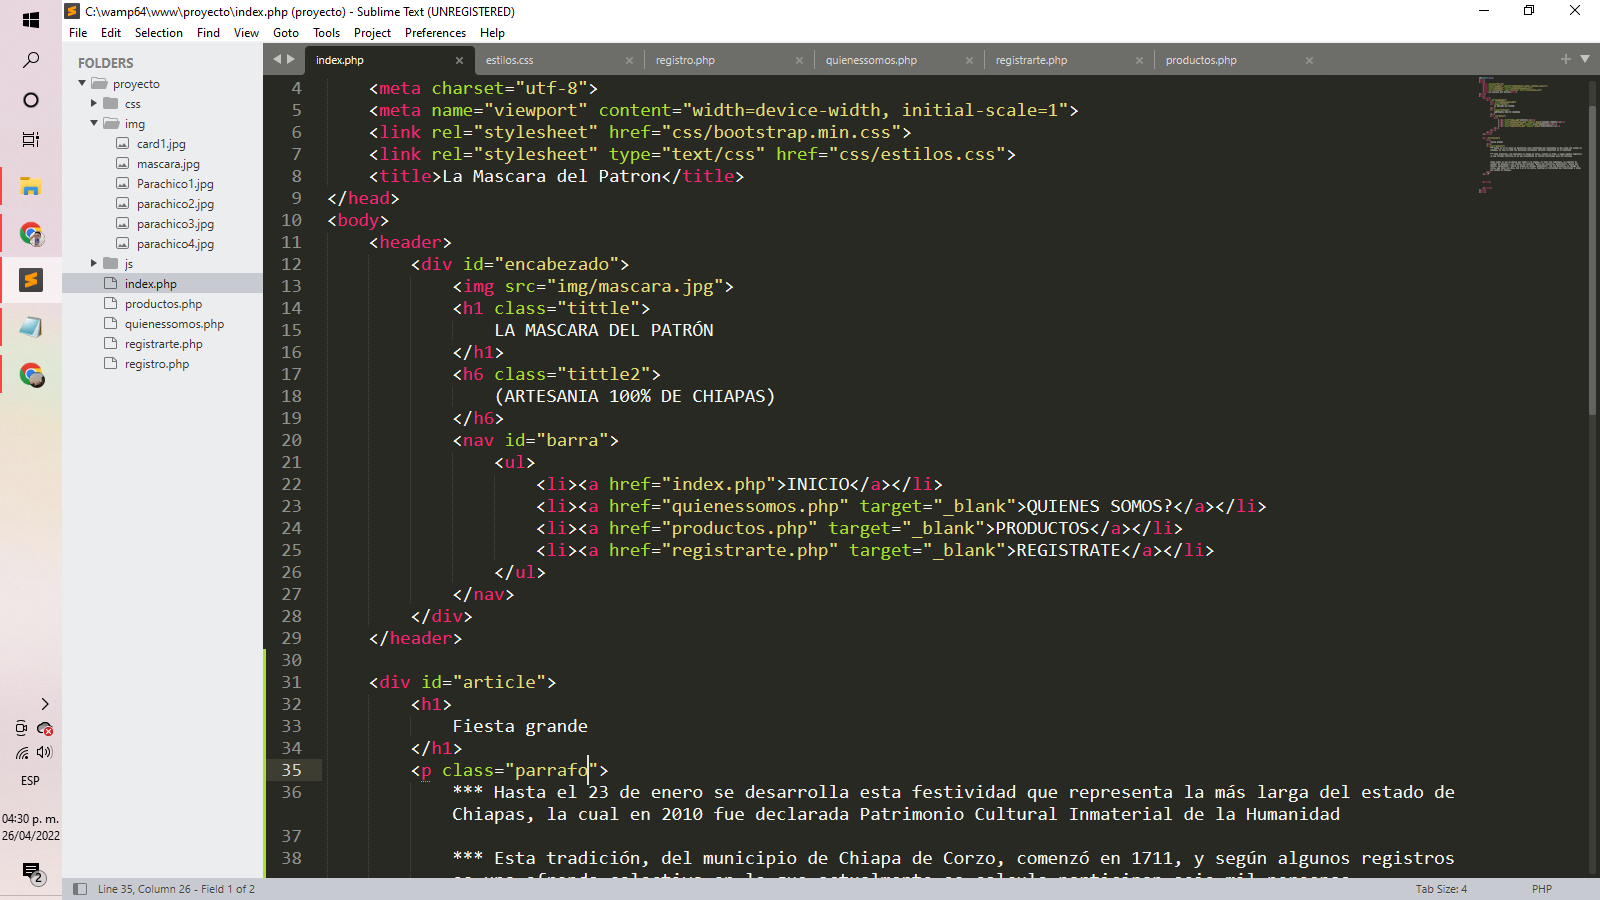 C:\wamp64\www\proyecto\index.php (proyecto) - Sublime Text (UNREGISTERED)
File Edit Selection Find View Goto Tools Project Preferences Help
FOLDERS
proyecto
css
img
card1.jpg
mascara.jpg
Parachico1.jpg
parachico2.jpg
parachico3.jpg
parachico4.jpg
js
index.php
productos.php
quienessomos.php
registrarte.php
registro.php
index.php estilos.css registro.php quienessomos.php registrarte.php productos.php
4 <meta charset="utf-8">
5 <meta name="viewport" content="width=device-width, initial-scale=1">
6 <link rel="stylesheet" href="css/bootstrap.min.css">
7 <link rel="stylesheet" type="text/css" href="css/estilos.css">
8 <title>La Mascara del Patron</title>
9 </head>
10 <body>
11 <header>
12 <div id="encabezado">
13 <img src="img/mascara.jpg">
14 <h1 class="tittle">
15 LA MASCARA DEL PATRÓN
16 </h1>
17 <h6 class="tittle2">
18 (ARTESANIA 100% DE CHIAPAS)
19 </h6>
20 <nav id="barra">
21 <ul>
22 <li><a href="index.php">INICIO</a></li>
23 <li><a href="quienessomos.php" target="_blank">QUIENES SOMOS?</a></li>
24 <li><a href="productos.php" target="_blank">PRODUCTOS</a></li>
25 <li><a href="registrarte.php" target="_blank">REGISTRATE</a></li>
26 </ul>
27 </nav>
28 </div>
29 </header>
30
31 <div id="article">
32 <h1>
33 Fiesta grande
34 </h1>
35 <p class="parrafo">
36 *** Hasta el 23 de enero se desarrolla esta festividad que representa la más larga del estado de
Chiapas, la cual en 2010 fue declarada Patrimonio Cultural Inmaterial de la Humanidad
37
38 *** Esta tradición, del municipio de Chiapa de Corzo, comenzó en 1711, y según algunos registros
ESP
04:30 p. m.
26/04/2022
2
Line 35, Column 26 - Field 1 of 2
Tab Size: 4
PHP